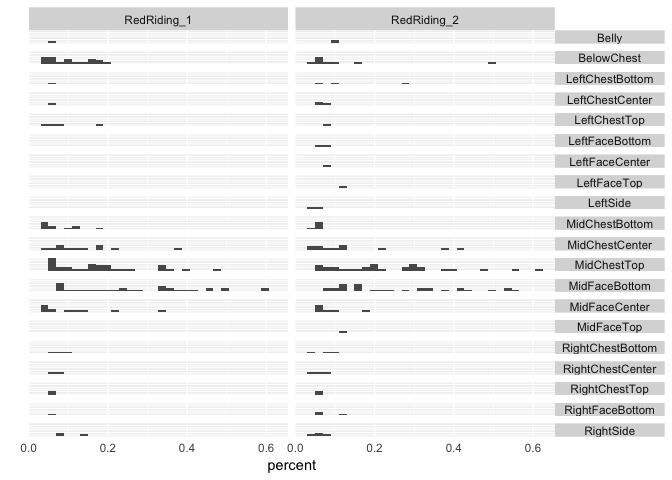 RedRiding_1 RedRiding_2
Belly
BelowChest
LeftChestBottom
LeftChestCenter
LeftChestTop
LeftFaceBottom
LeftFaceCenter
LeftFaceTop
LeftSide
MidChestBottom
MidChestCenter
MidChestTop
MidFaceBottom
MidFaceCenter
MidFaceTop
RightChestBottom
RightChestCenter
RightChestTop
RightFaceBottom
RightSide
0.0 0.2 0.4 0.6 0.0 0.2 0.4 0.6
percent